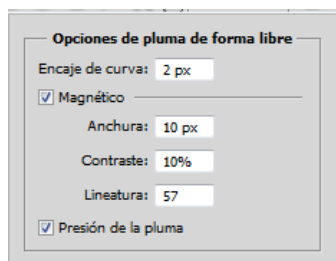 Opciones de pluma de forma libre
Encaje de curva: 2 px
Magnético
Anchura: 10 px
Contraste: 10%
Lineatura: 57
Presión de la pluma